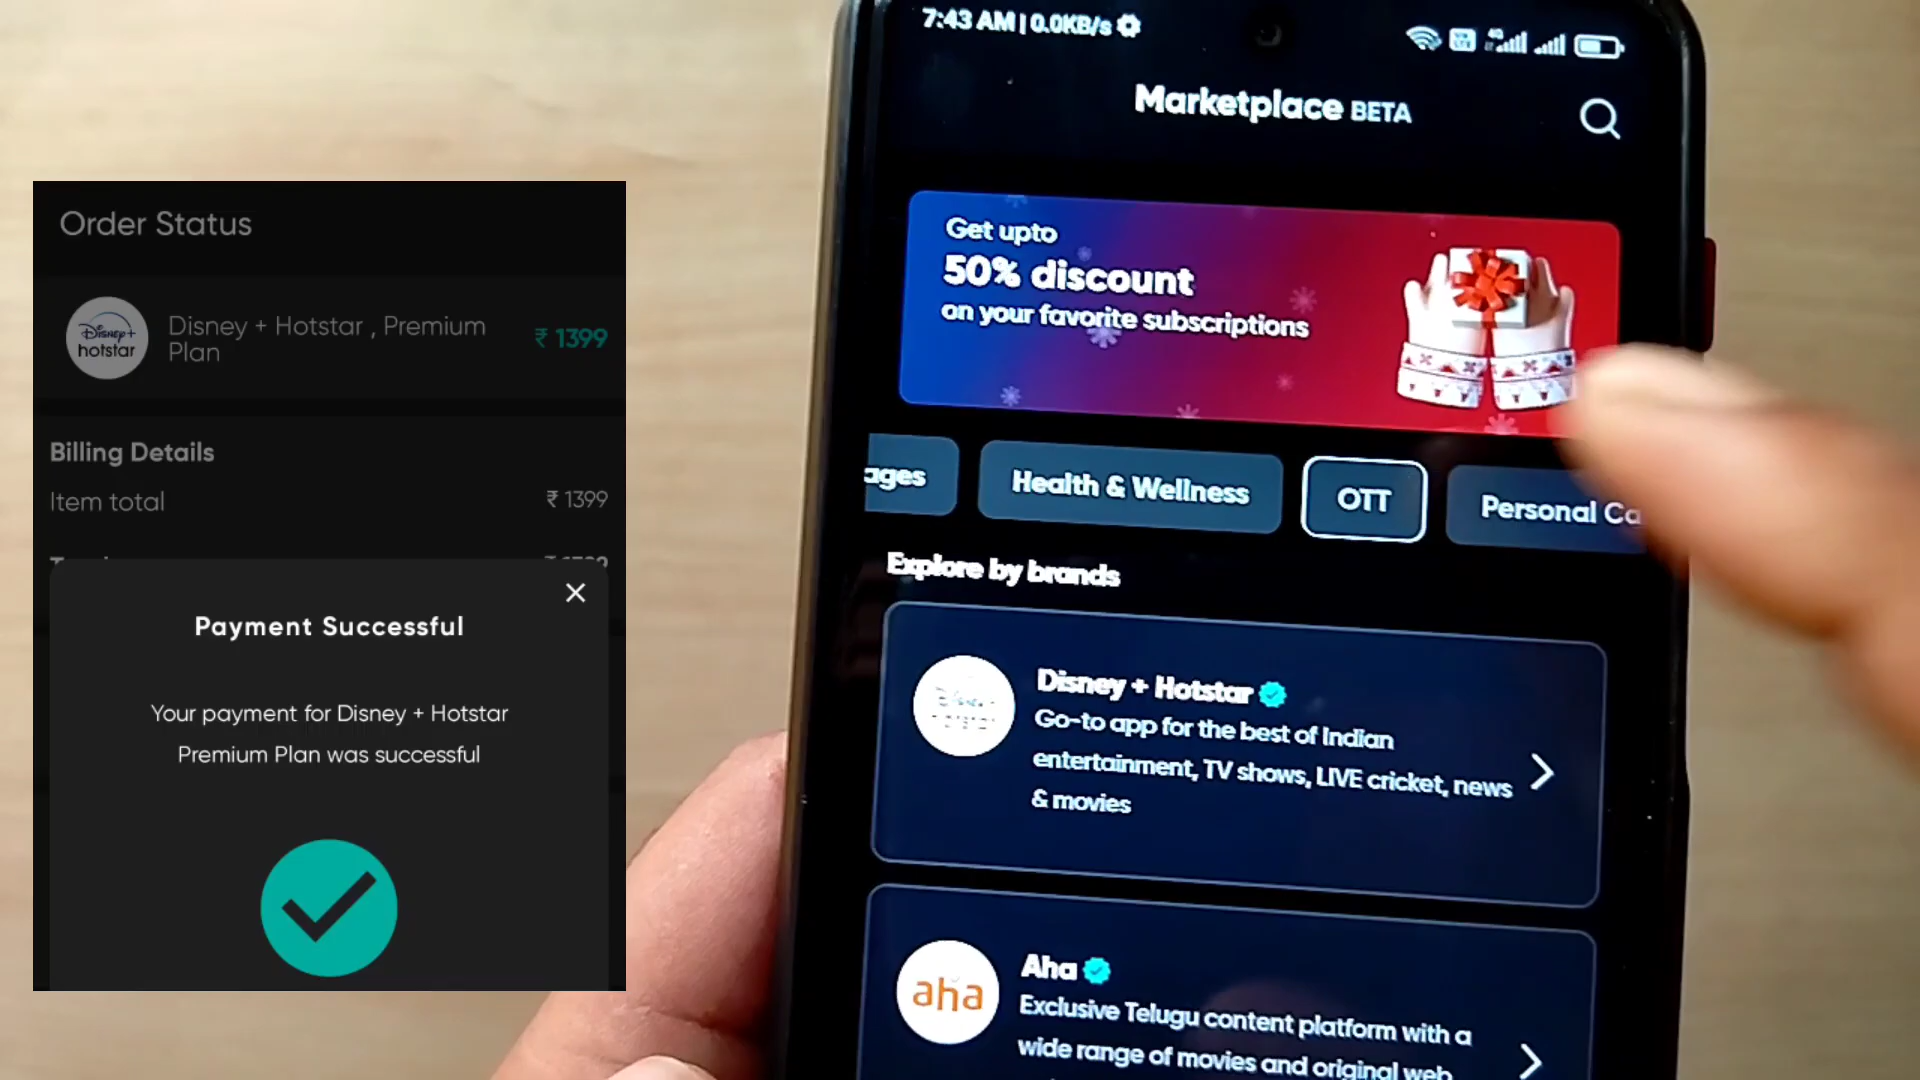 Order Status
Disney+
hotstar
Disney + Hotstar , Premium
Plan
₹ 1399
Billing Details
Item total
₹ 1399
Payment Successful
Your payment for Disney + Hotstar
Premium Plan was successful
7:43 AM | 0.0KB/s
4G
Marketplace BETA
Get upto
50% discount
on your favorite subscriptions
ages
Health & Wellness
OTT
Personal Ca
Explore by brands
Disney + Hotstar
Go-to app for the best of Indian
entertainment, TV shows, LIVE cricket, news
& movies
aha
Aha
Exclusive Telugu content platform with a
wide range of movies and original web